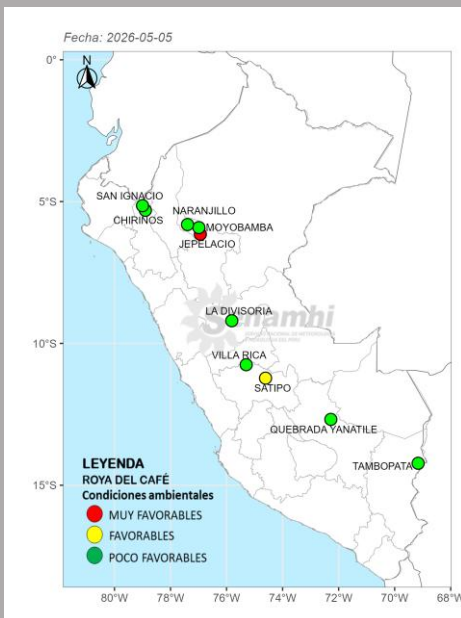 Fecha: 2026-05-05
N
0°
SAN IGNACIO
5°S
NARANJILLO
CHIRINOS
MOYOBAMBA
JEPELACIO
LA DIVISORIA
Senamhi
10°S
VILLA RICA
SATIPO
QUEBRADA YANATILE
TAMBOPATA
LEYENDA
15°S
ROYA DEL CAFÉ
Condiciones ambientales
MUY FAVORABLES
FAVORABLES
POCO FAVORABLES
80°W 78°W 76°W 74°W 72°W 70°W 68°W